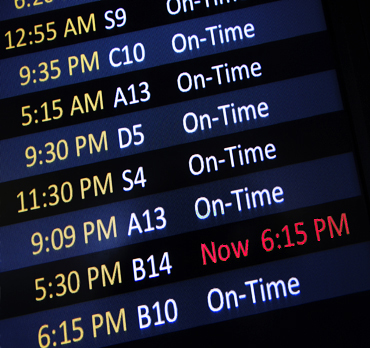 6:20
12:55 AM S9 On-Time
9:35 PM C10 On-Time
5:15 AM A13 On-Time
9:30 PM D5 On-Time
11:30 PM S4 On-Time
9:09 PM A13 On-Time
5:30 PM B14 Now 6:15 PM
6:15 PM B10 On-Time